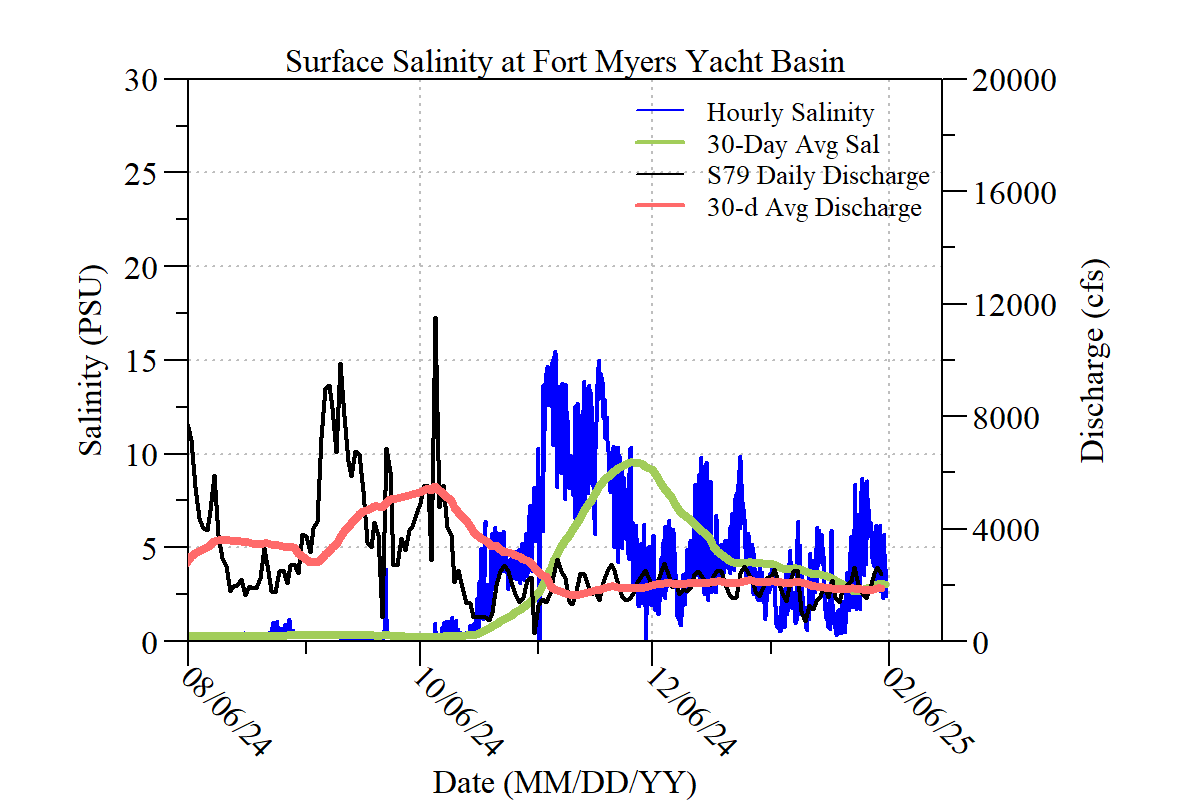 Surface Salinity at Fort Myers Yacht Basin
30
25
20
15
10
5
0
Salinity (PSU)
Hourly Salinity
30-Day Avg Sal
S79 Daily Discharge
30-d Avg Discharge
20000
16000
12000
8000
4000
0
Discharge (cfs)
08/06/24
10/06/24
12/06/24
02/06/25
Date (MM/DD/YY)